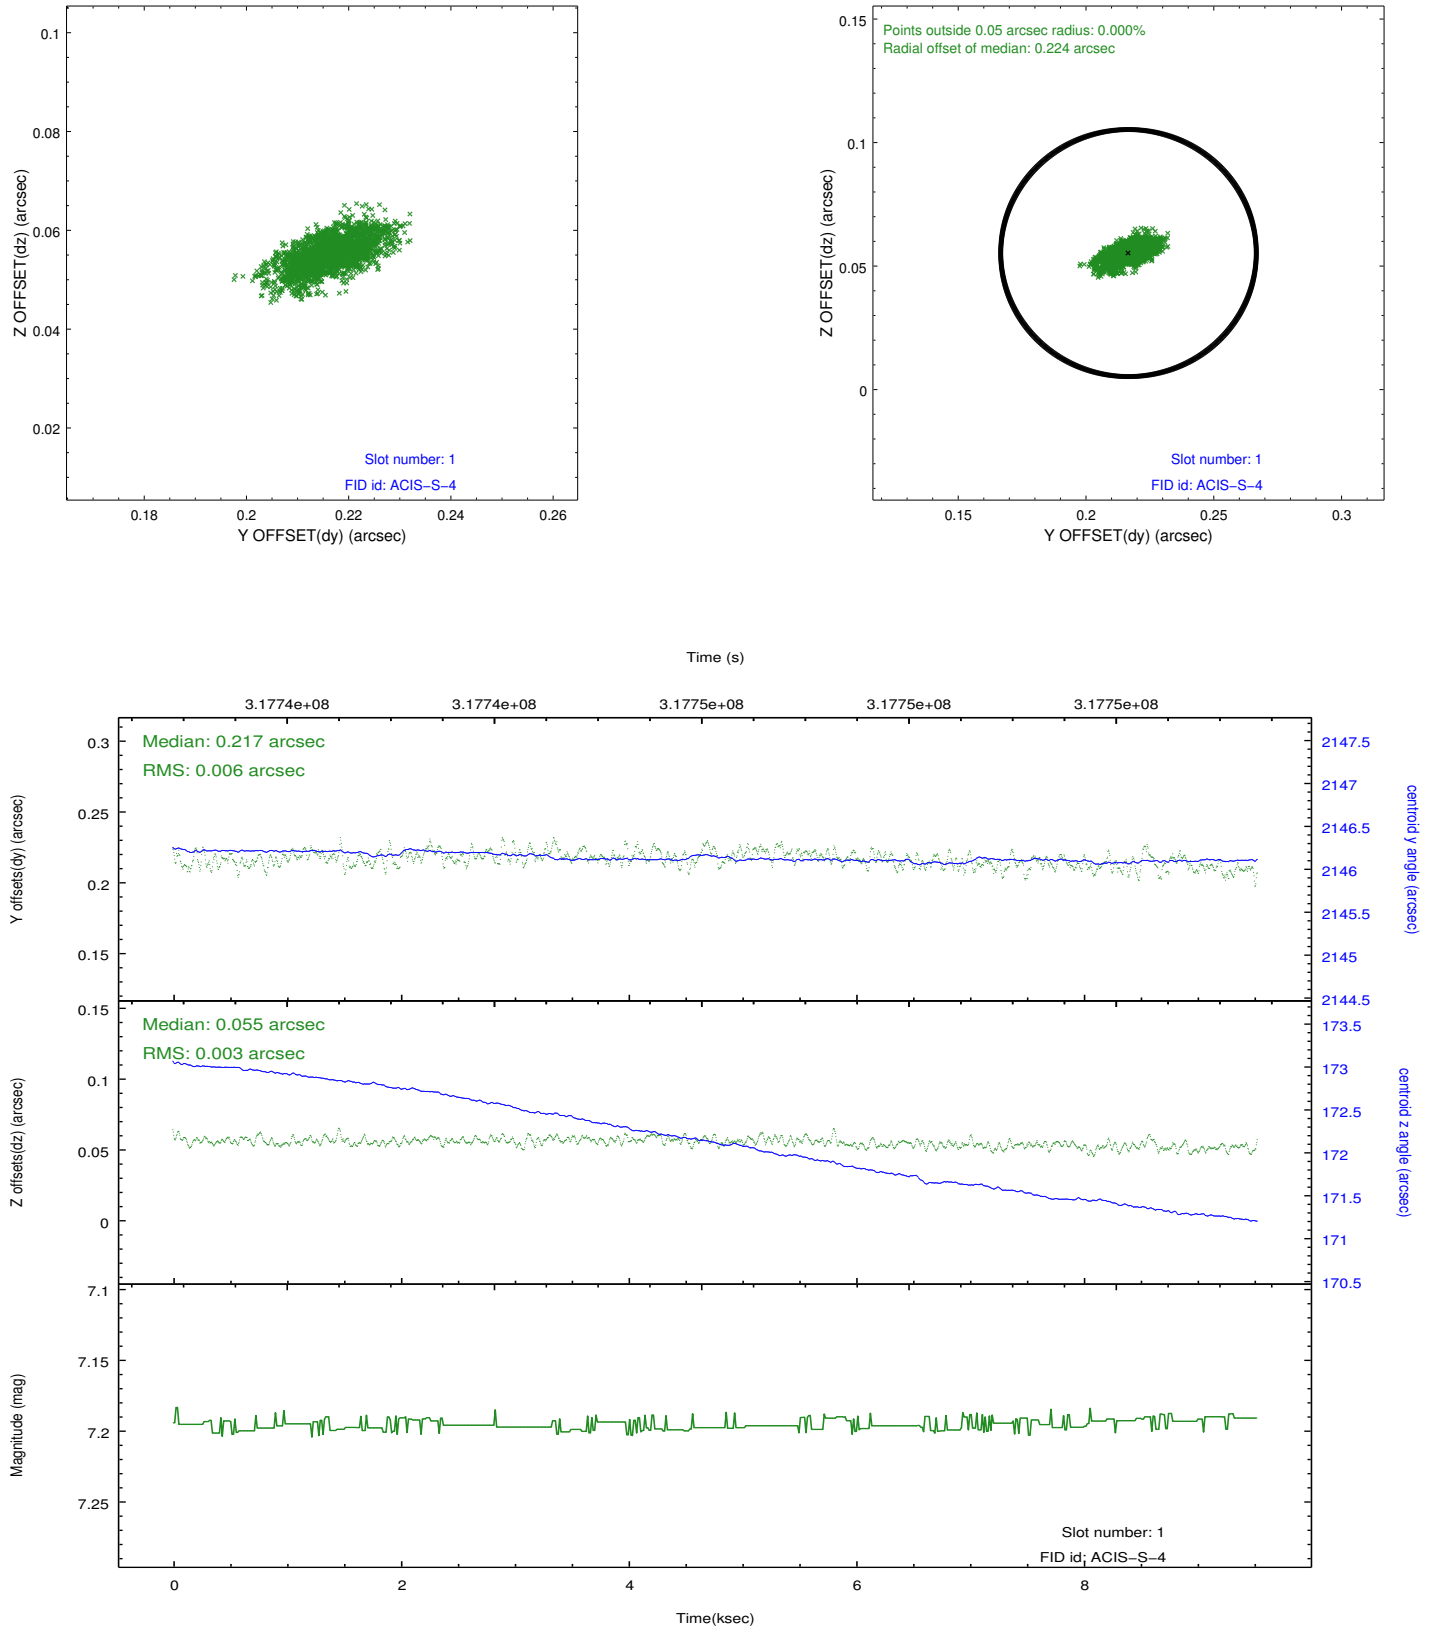 0.1
0.08
0.06
0.04
0.02
Z OFFSET(dz) (arcsec)
Slot number: 1
FID id: ACIS−S−4
0.18 0.2 0.22 0.24 0.26
Y OFFSET(dy) (arcsec)
Points outside 0.05 arcsec radius: 0.000%
Radial offset of median: 0.224 arcsec
0.15
0.1
0.05
0
Z OFFSET(dz) (arcsec)
Slot number: 1
FID id: ACIS−S−4
0.15 0.2 0.25 0.3
Y OFFSET(dy) (arcsec)
Time (s)
3.1774e+08 3.1774e+08 3.1775e+08 3.1775e+08 3.1775e+08
Median: 0.217 arcsec
RMS: 0.006 arcsec
0.3
0.25
0.2
0.15
Y offsets(dy) (arcsec)
2147.5
2147
2146.5
2146
2145.5
2145
2144.5
centroid y angle (arcsec)
Median: 0.055 arcsec
RMS: 0.003 arcsec
0.15
0.1
0.05
0
Z offsets(dz) (arcsec)
173.5
173
172.5
172
171.5
171
170.5
centroid z angle (arcsec)
7.1
7.15
7.2
7.25
Magnitude (mag)
Slot number: 1
FID id: ACIS−S−4
0 2 4 6 8
Time(ksec)